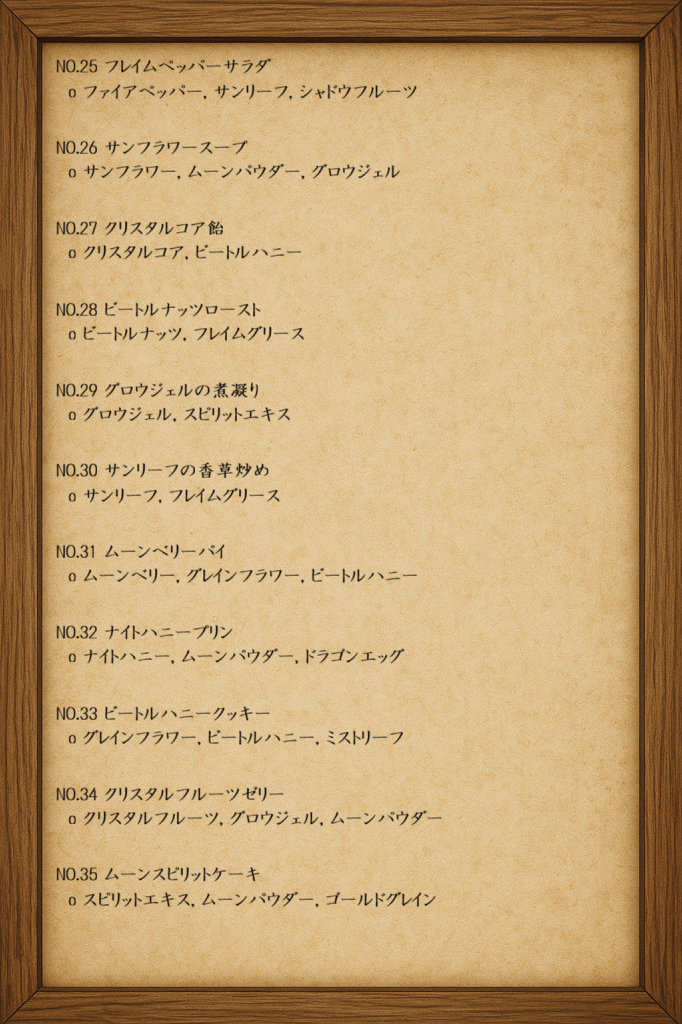 NO.25 フレイムペッパーサラダ
o ファイアペッパー, サンリーフ, シャドウフルーツ
NO.26 サンフラワースープ
o サンフラワー, ムーンパウダー, グロウジェル
NO.27 クリスタルコア飴
o クリスタルコア, ビートルハニー
NO.28 ビートルナッツロースト
o ビートルナッツ, フレイムグリース
NO.29 グロウジェルの煮凝り
o グロウジェル, スピリットエキス
NO.30 サンリーフの香草炒め
o サンリーフ, フレイムグリース
NO.31 ムーンベリーパイ
o ムーンベリー, グレインフラワー, ビートルハニー
NO.32 ナイトハニープリン
o ナイトハニー, ムーンパウダー, ドラゴンエッグ
NO.33 ビートルハニークッキー
o グレインフラワー, ビートルハニー, ミストリーフ
NO.34 クリスタルフルーツゼリー
o クリスタルフルーツ, グロウジェル, ムーンパウダー
NO.35 ムーンスピリットケーキ
o スピリットエキス, ムーンパウダー, ゴールドグレイン